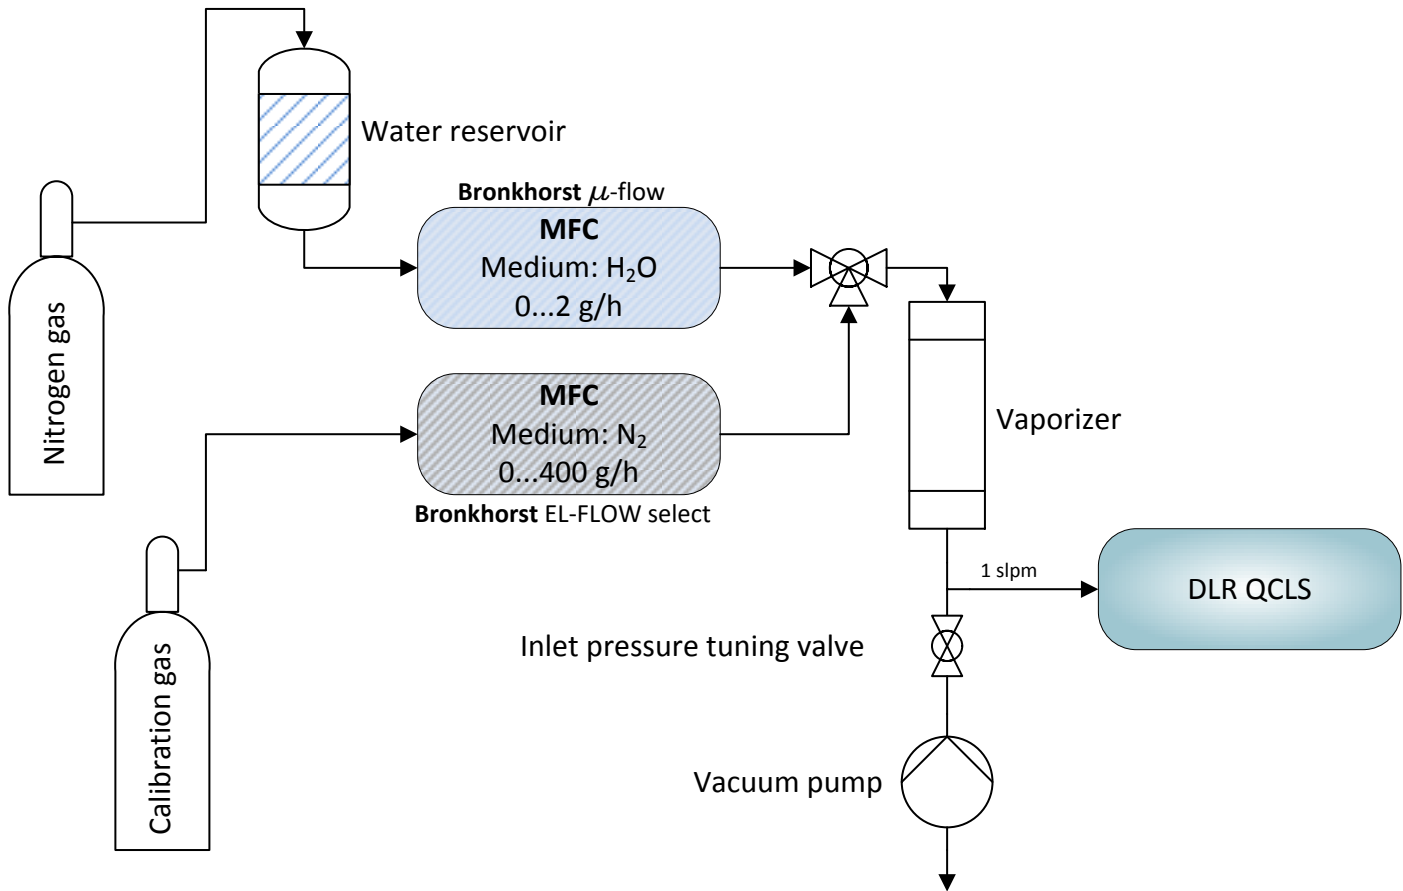 Water reservoir
Bronkhorst μ-flow
MFC
Medium: H₂O
0...2 g/h
Nitrogen gas
MFC
Medium: N₂
0...400 g/h
Bronkhorst EL-FLOW select
Vaporizer
1 slpm
DLR QCLS
Inlet pressure tuning valve
Calibration gas
Vacuum pump